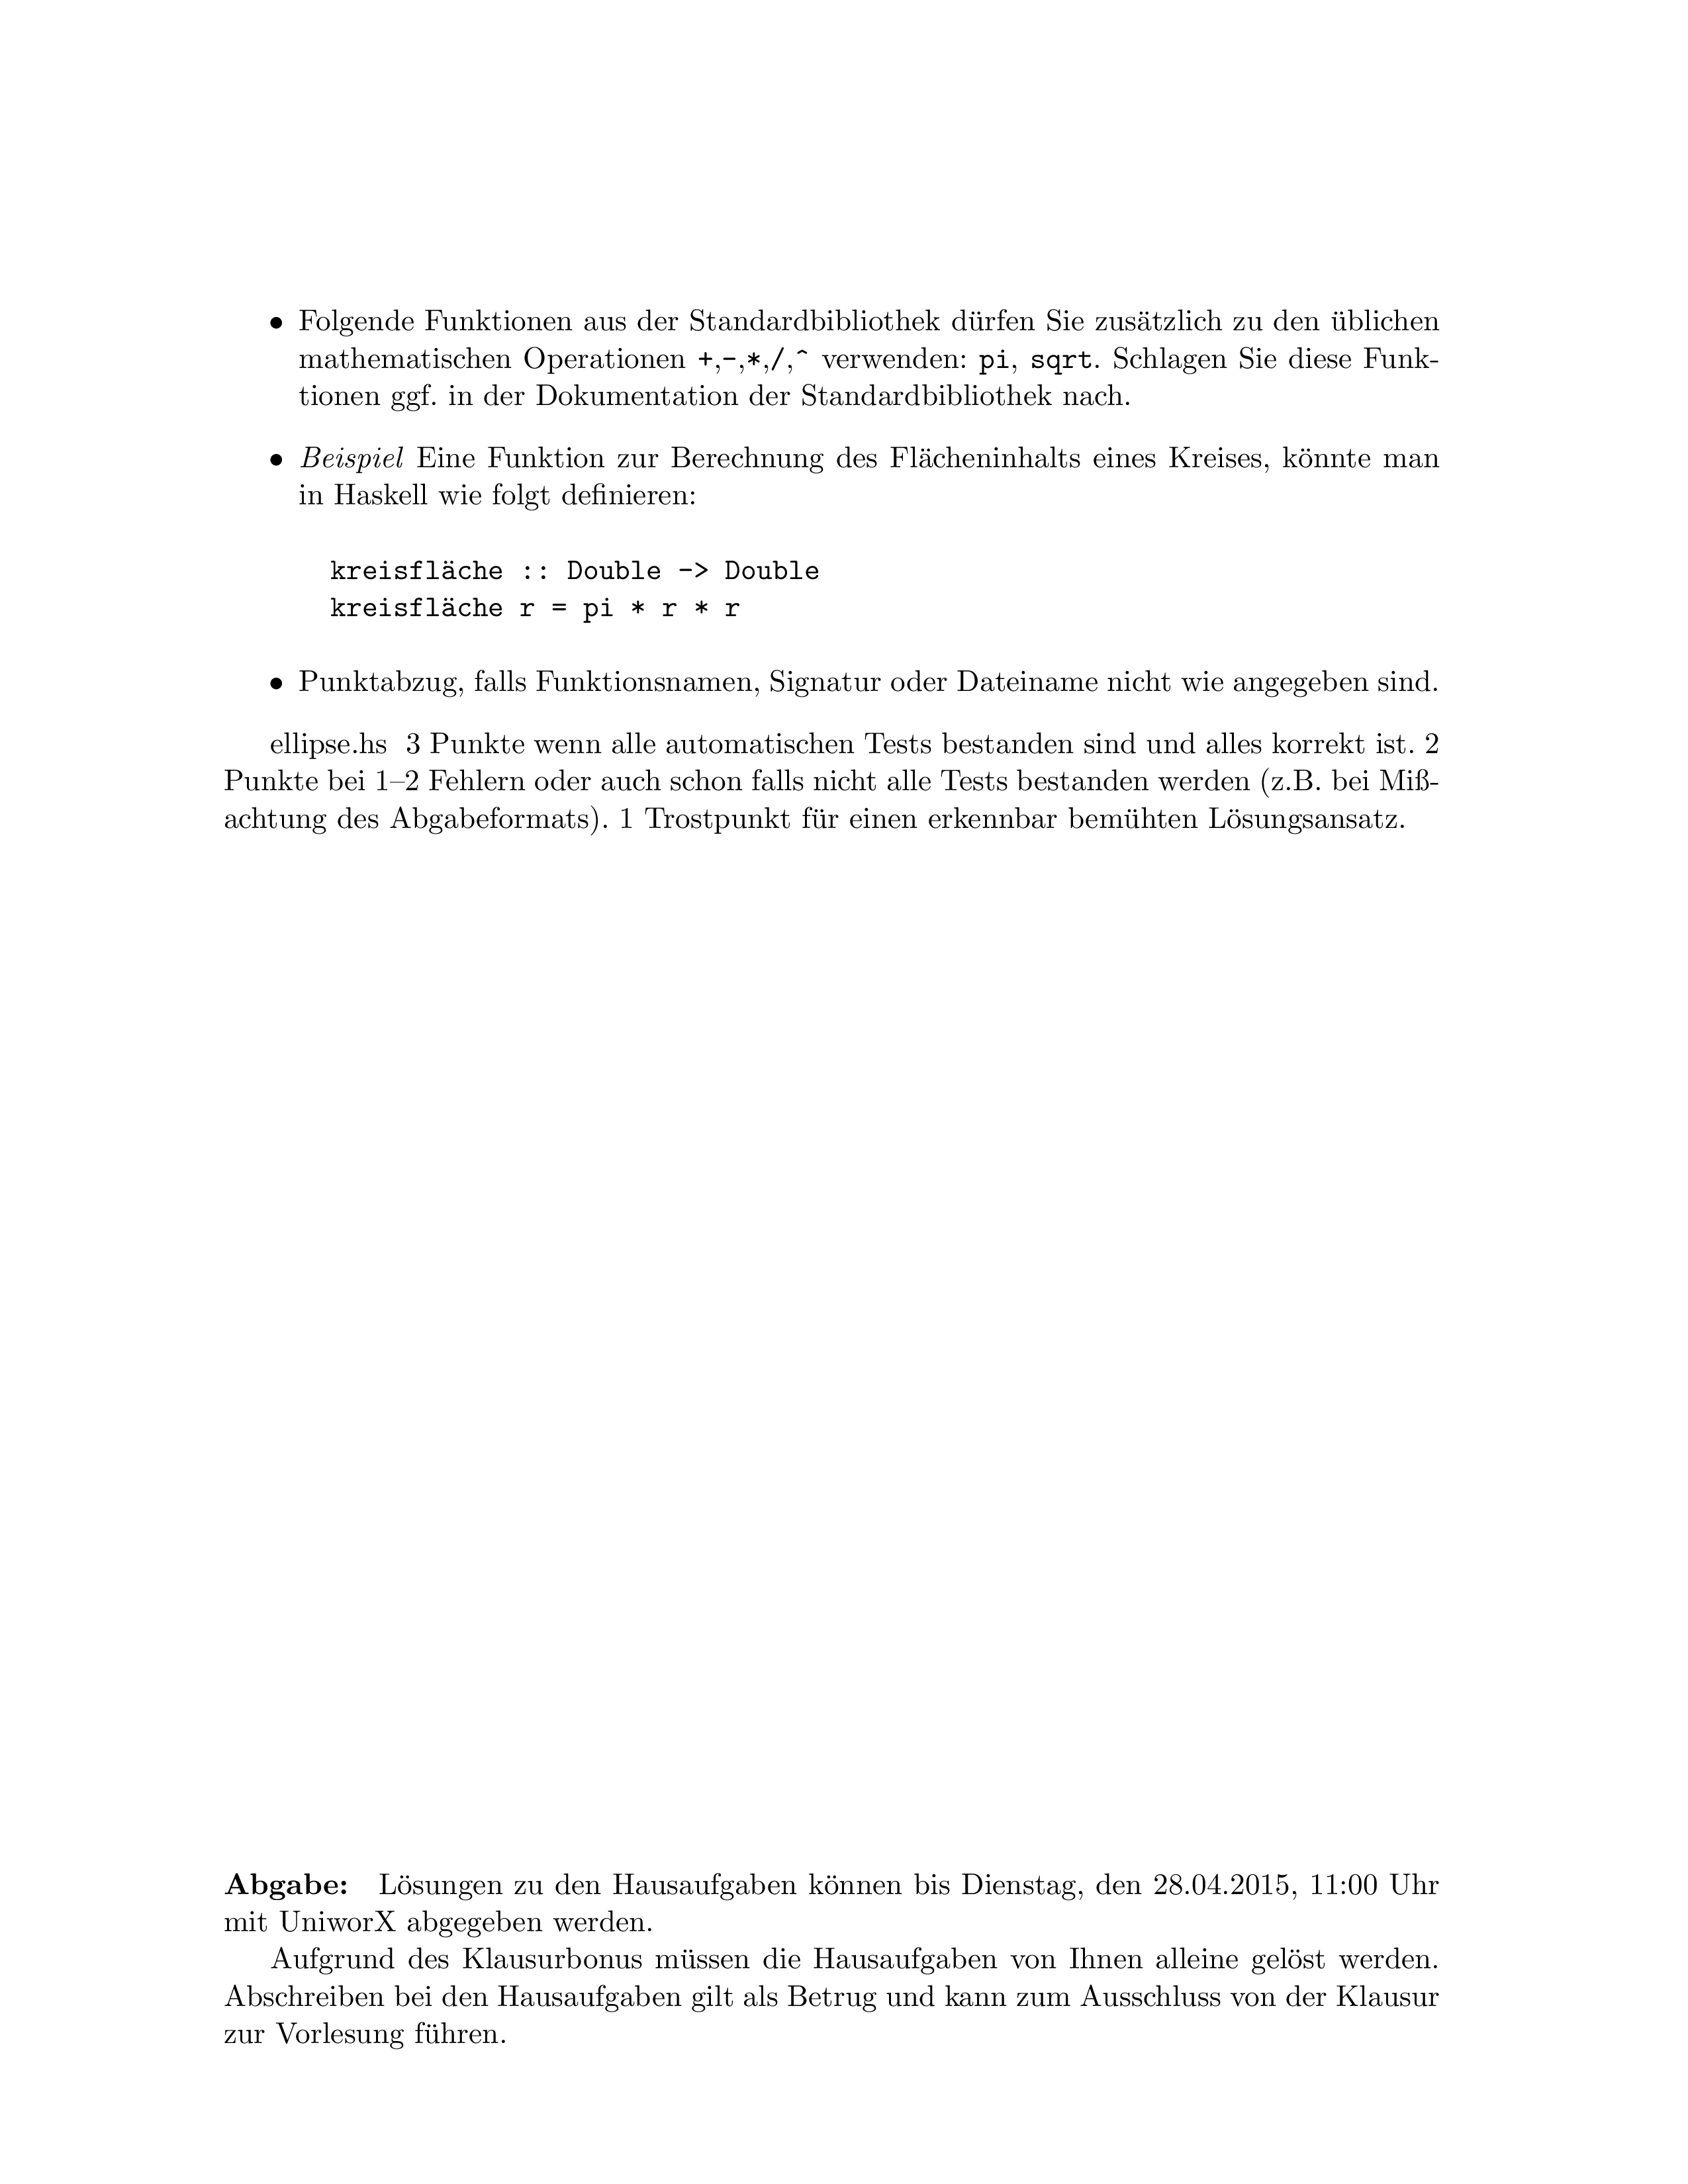 • Folgende Funktionen aus der Standardbibliothek dürfen Sie zusätzlich zu den üblichen
mathematischen Operationen +,-,*,/,^ verwenden: pi, sqrt. Schlagen Sie diese Funk-
tionen ggf. in der Dokumentation der Standardbibliothek nach.
• Beispiel Eine Funktion zur Berechnung des Flächeninhalts eines Kreises, könnte man
in Haskell wie folgt definieren:
kreisfläche :: Double -> Double
kreisfläche r = pi * r * r
• Punktabzug, falls Funktionsnamen, Signatur oder Dateiname nicht wie angegeben sind.
ellipse.hs 3 Punkte wenn alle automatischen Tests bestanden sind und alles korrekt ist. 2
Punkte bei 1–2 Fehlern oder auch schon falls nicht alle Tests bestanden werden (z.B. bei Miß-
achtung des Abgabeformats). 1 Trostpunkt für einen erkennbar bemühten Lösungsansatz.
Abgabe: Lösungen zu den Hausaufgaben können bis Dienstag, den 28.04.2015, 11:00 Uhr
mit UniworX abgegeben werden.
Aufgrund des Klausurbonus müssen die Hausaufgaben von Ihnen alleine gelöst werden.
Abschreiben bei den Hausaufgaben gilt als Betrug und kann zum Ausschluss von der Klausur
zur Vorlesung führen.